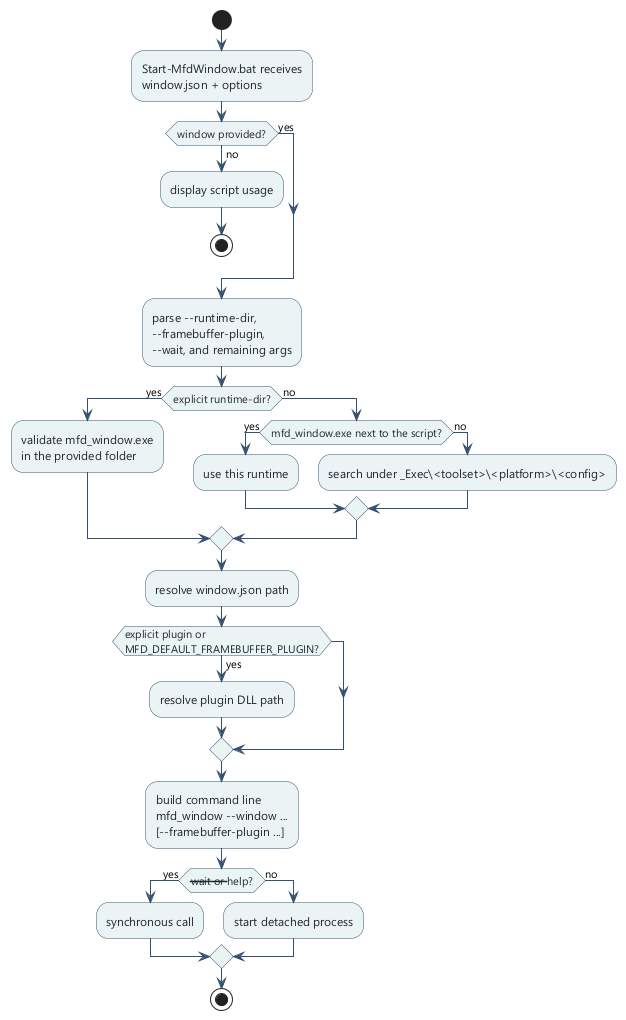 Start-MfdWindow.bat receives
window.json + options
window provided?
yes
no
display script usage
parse --runtime-dir,
--framebuffer-plugin,
--wait, and remaining args
explicit runtime-dir?
yes
no
validate mfd_window.exe
in the provided folder
mfd_window.exe next to the script?
yes
no
use this runtime
search under _Exec\<toolset>\<platform>\<config>
resolve window.json path
explicit plugin or
MFD_DEFAULT_FRAMEBUFFER_PLUGIN?
yes
resolve plugin DLL path
build command line
mfd_window --window ...
[--framebuffer-plugin ...]
wait or help?
yes
no
synchronous call
start detached process